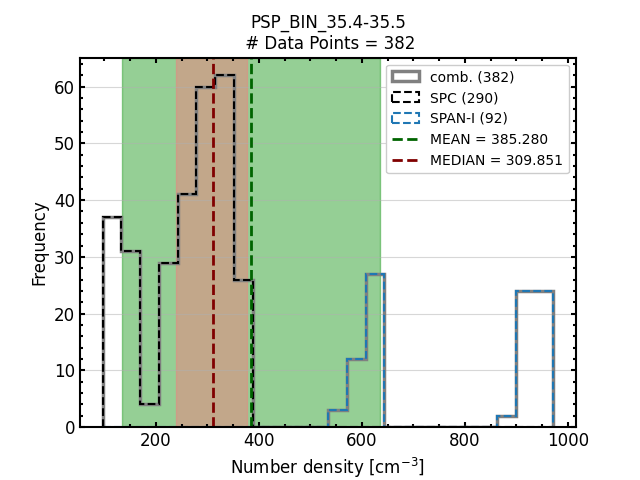 PSP_BIN_35.4-35.5
# Data Points = 382
comb. (382)
SPC (290)
SPAN-I (92)
MEAN = 385.280
MEDIAN = 309.851
Frequency
60
50
40
30
20
10
0
200
400
600
800
1000
Number density [cm⁻³]